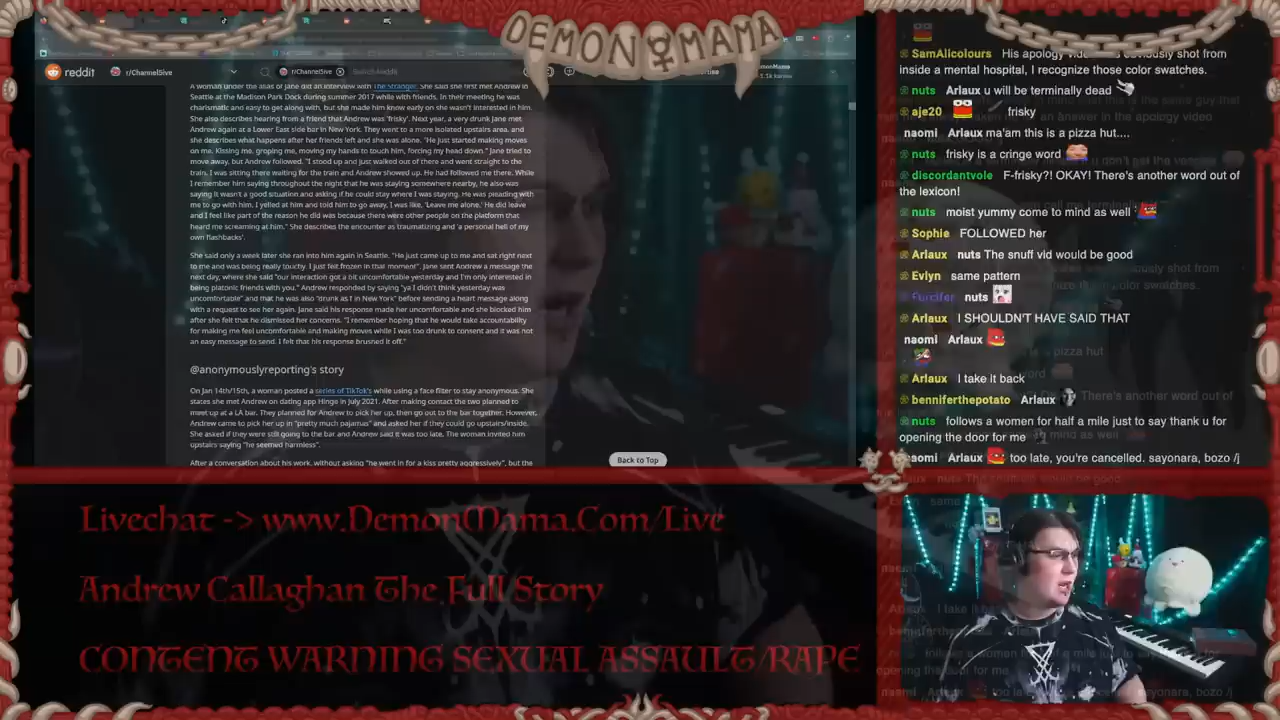 DEMON MAMA
reddit
r/Channel5ive
r/Channel5ive
A woman under the alias of Jane did an interview with The Stranger. She said she first met Andrew in
Seattle at the Madison Park Dock during summer 2017 while with friends. In their meeting he was
charismatic and easy to get along with, but she made him know early on she wasn't interested in him.
She also describes hearing from a friend that Andrew was 'frisky'. Next year, a very drunk Jane met
Andrew again at a Lower East side bar in New York. They went to a more isolated upstairs area, and
she describes what happens after her friends left and she was alone. "He just started making moves
on me. Kissing me, groping me, moving my hands to touch him, forcing my head down." Jane tried to
move away, but Andrew followed. "I stood up and just walked out of there and went straight to the
train. I was sitting there waiting for the train and Andrew showed up. He had followed me there. While
I remember him saying throughout the night that he was staying somewhere nearby, he also was
saying it wasn't a good situation and asking if he could stay where I was staying. He was pleading with
me to go with him. I yelled at him and told him to go away, I was like, 'Leave me alone.' He did leave
and I feel like part of the reason he did was because there were other people on the platform that
heard me screaming at him." She describes the encounter as traumatizing and 'a personal hell of my
own flashbacks'.
She said only a week later she ran into him again in Seattle. "He just came up to me and sat right next
to me and was being really touchy. I just felt frozen in that moment". Jane sent Andrew a message the
next day, where she said "our interaction got a bit uncomfortable yesterday and I'm only interested in
being platonic friends with you." Andrew responded by saying "ya I didn't think yesterday was
uncomfortable" and that he was also "drunk as f in New York" before sending a heart message along
with a request to see her again. Jane said his response made her uncomfortable and she blocked him
after she felt that he dismissed her concerns. "I remember hoping that he would take accountability
for making me feel uncomfortable and making moves while I was too drunk to consent and it was not
an easy message to send. I felt that his response brushed it off."
@anonymouslyreporting's story
On Jan 14th/15th, a woman posted a series of TikTok's while using a face filter to stay anonymous. She
states she met Andrew on dating app Hinge in July 2021. After making contact the two planned to
meet up at a LA bar. They planned for Andrew to pick her up, then go out to the bar together. However,
Andrew came to pick her up in "pretty much pajamas" and asked her if they could go upstairs/inside.
She asked if they were still going to the bar and Andrew said it was too late. The woman invited him
upstairs saying "he seemed harmless".
After a conversation about his work, without asking "he went in for a kiss pretty aggressively", but the
Back to Top
SamAlicolours His apology video was obviously shot from
inside a mental hospital, I recognize those color swatches.
nuts Arlaux u will be terminally dead
aje20 frisky
naomi Arlaux ma'am this is a pizza hut....
nuts frisky is a cringe word
discordantvole F-frisky?! OKAY! There's another word out of
the lexicon!
nuts moist yummy come to mind as well
Sophie FOLLOWED her
Arlaux nuts The snuff vid would be good
Evlyn same pattern
Furcifer nuts
Arlaux I SHOULDN'T HAVE SAID THAT
naomi Arlaux
Arlaux I take it back
benniferthepotato Arlaux
nuts follows a women for half a mile just to say thank u for
opening the door for me
naomi Arlaux too late, you're cancelled. sayonara, bozo /j
Livechat -> www.DemonMama.Com/Live
Andrew Callaghan The Full Story
CONTENT WARNING SEXUAL ASSAULT/RAPE